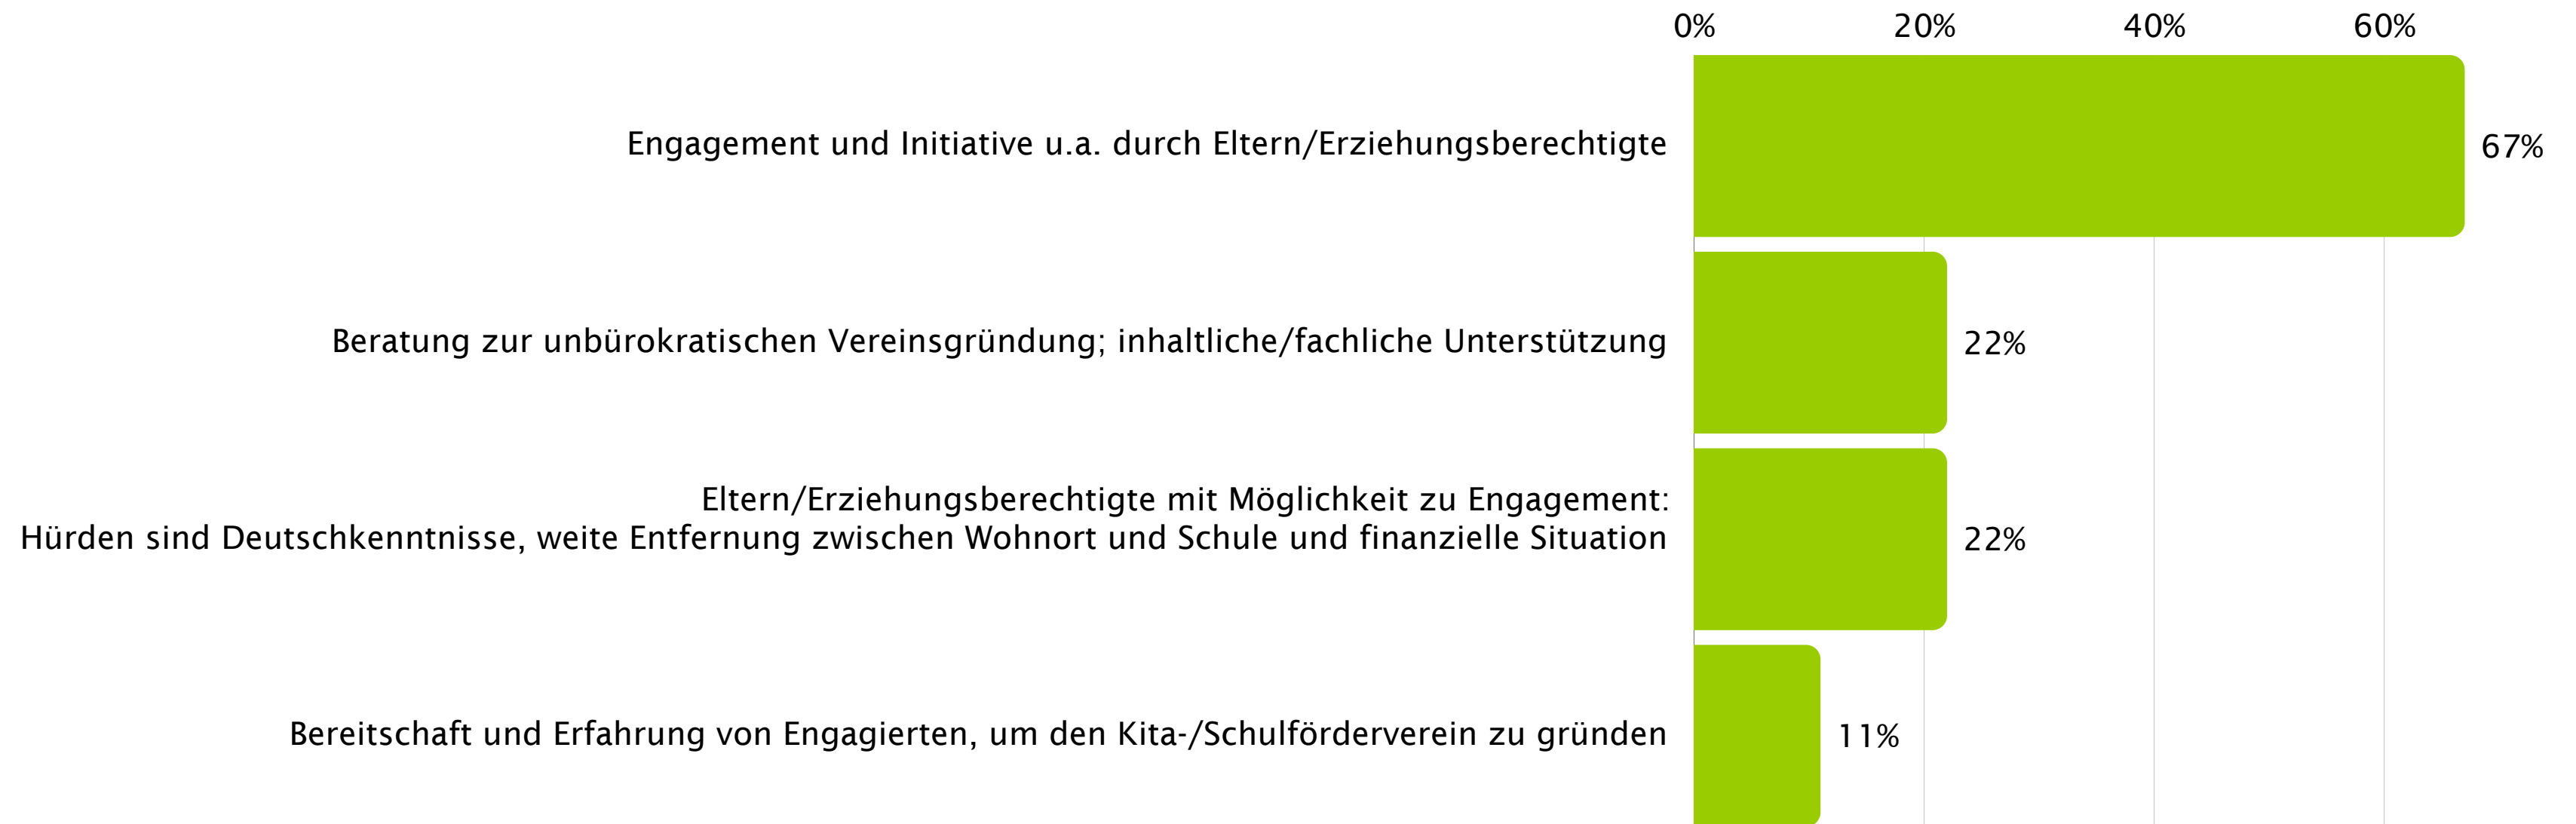 0% 20% 40% 60%
Engagement und Initiative u.a. durch Eltern/Erziehungsberechtigte 67%
Beratung zur unbürokratischen Vereinsgründung; inhaltliche/fachliche Unterstützung 22%
Eltern/Erziehungsberechtigte mit Möglichkeit zu Engagement:
Hürden sind Deutschkenntnisse, weite Entfernung zwischen Wohnort und Schule und finanzielle Situation 22%
Bereitschaft und Erfahrung von Engagierten, um den Kita-/Schulförderverein zu gründen 11%